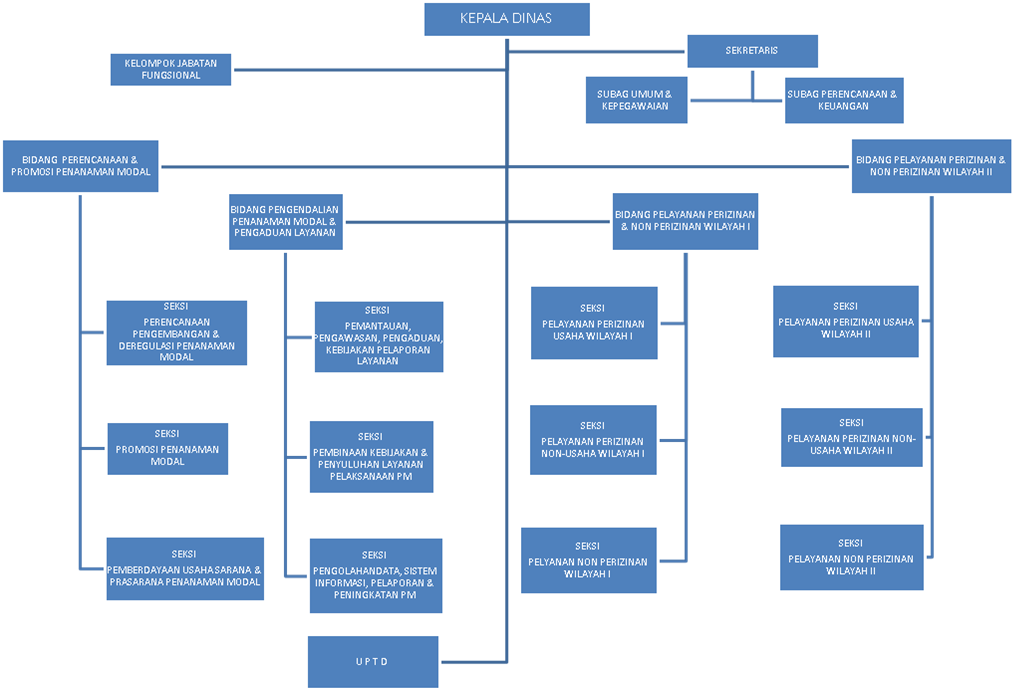 KEPALA DINAS
SEKRETARIS
KELOMPOK JABATAN
FUNGSIONAL
SUBAG UMUM &
KEPEGAWAIAN
SUBAG PERENCANAAN &
KEUANGAN
BIDANG PERENCANAAN &
PROMOSI PENANAMAN MODAL
BIDANG PELAYANAN PERIZINAN &
NON PERIZINAN WILAYAH II
BIDANG PENGENDALIAN
PENANAMAN MODAL &
PENGADUAN LAYANAN
BIDANG PELAYANAN PERIZINAN
& NON PERIZINAN WILAYAH I
SEKSI
PERENCANAAN
PENGEMBANGAN &
DEREGULASI PENANAMAN
MODAL
SEKSI
PEMANTAUAN,
PENGAWASAN, PENGADUAN,
KEBIJAKAN PELAPORAN
LAYANAN
SEKSI
PELAYANAN PERIZINAN
USAHA WILAYAH I
SEKSI
PELAYANAN PERIZINAN USAHA
WILAYAH II
SEKSI
PROMOSI PENANAMAN
MODAL
SEKSI
PEMBINAAN KEBIJAKAN &
PENYULUHAN LAYANAN
PELAKSANAAN PM
SEKSI
PELAYANAN PERIZINAN
NON-USAHA WILAYAH I
SEKSI
PELAYANAN PERIZINAN NON-
USAHA WILAYAH II
SEKSI
PEMBERDAYAAN USAHA SARANA &
PRASARANA PENANAMAN MODAL
SEKSI
PENGOLAHANDATA, SISTEM
INFORMASI, PELAPORAN &
PENINGKATAN PM
SEKSI
PELYANAN NON PERIZINAN
WILAYAH I
SEKSI
PELAYANAN NON PERIZINAN
WILAYAH II
U P T D